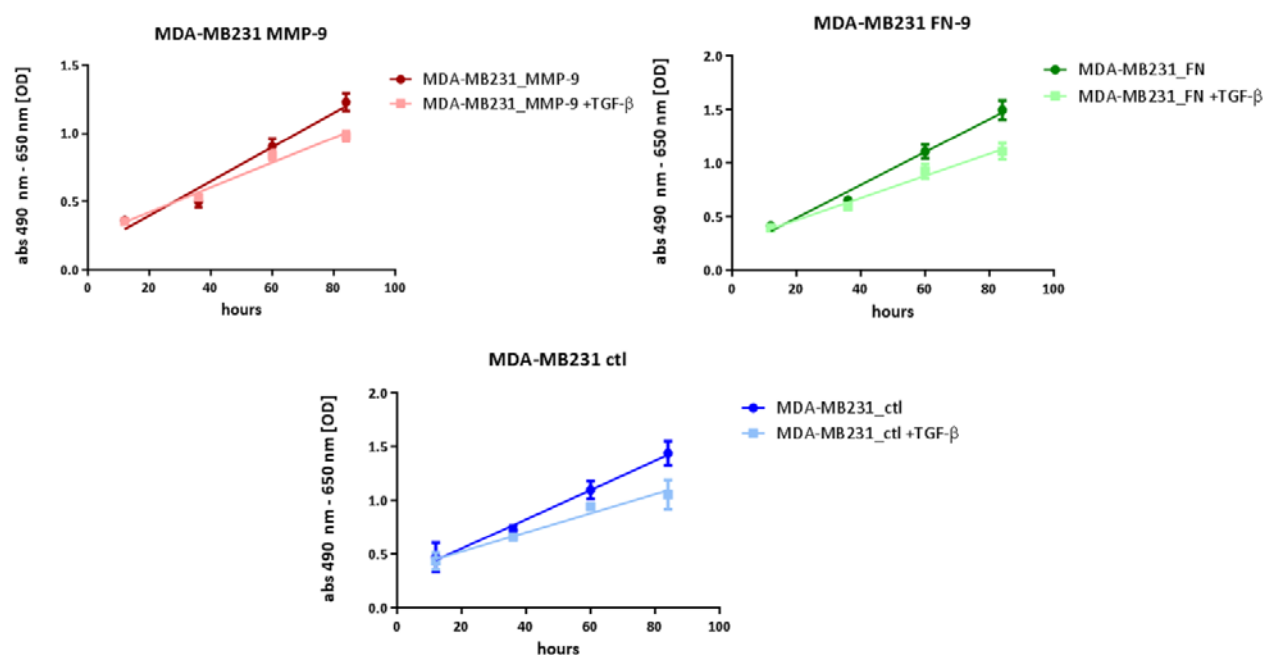 MDA-MB231 MMP-9
abs 490 nm - 650 nm [OD]
1.5
1.0
0.5
0.0
0 20 40 60 80 100
hours
MDA-MB231_MMP-9
MDA-MB231_MMP-9 +TGF-β
MDA-MB231 FN-9
abs 490 nm - 650 nm [OD]
2.0
1.5
1.0
0.5
0.0
0 20 40 60 80 100
hours
MDA-MB231_FN
MDA-MB231_FN +TGF-β
MDA-MB231 ctl
abs 490 nm - 650 nm [OD]
2.0
1.5
1.0
0.5
0.0
0 20 40 60 80 100
hours
MDA-MB231_ctl
MDA-MB231_ctl +TGF-β